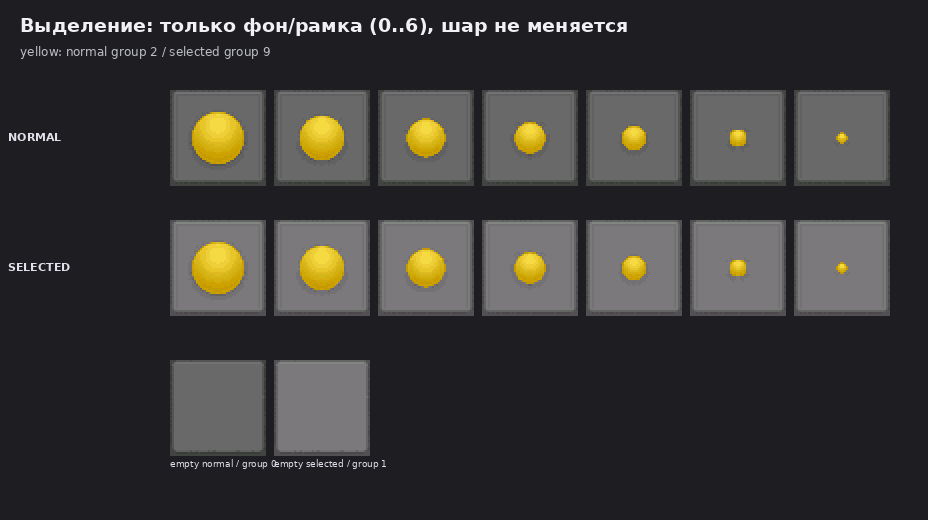 Выделение: только фон/рамка (0..6), шар не меняется
yellow: normal group 2 / selected group 9
NORMAL
SELECTED
empty normal / group 0
empty selected / group 1